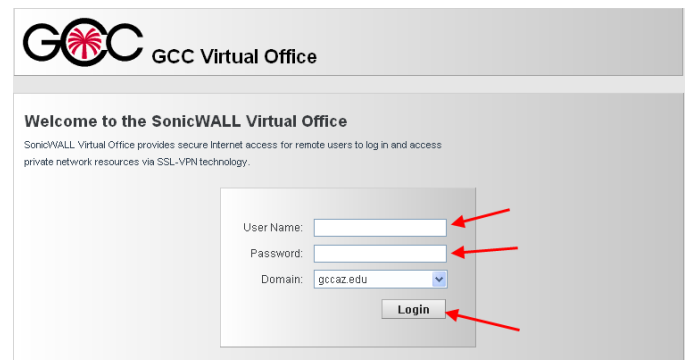 GCC GCC Virtual Office
Welcome to the SonicWALL Virtual Office
SonicWALL Virtual Office provides secure Internet access for remote users to log in and access
private network resources via SSL-VPN technology.
User Name:
Password:
Domain: gccaz.edu
Login